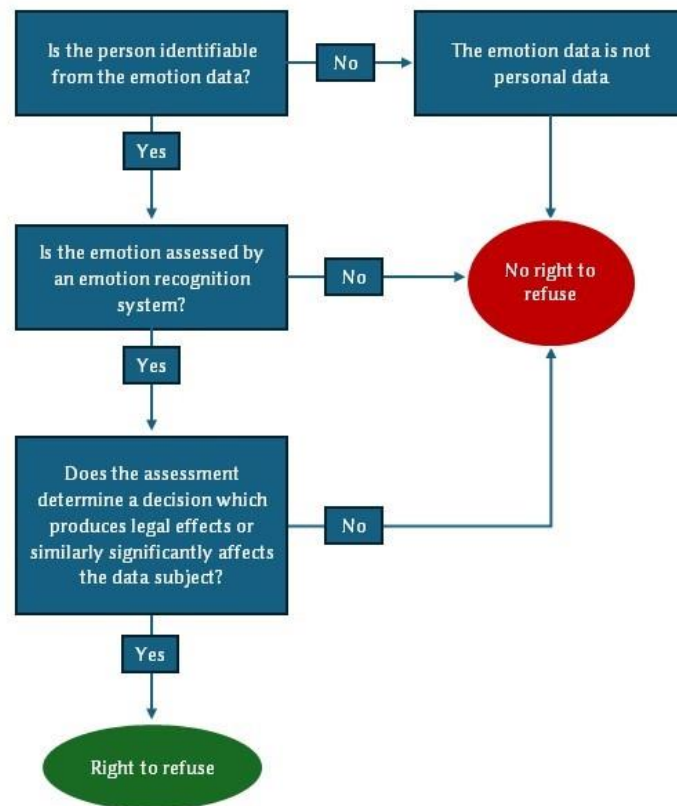 Is the person identifiable
from the emotion data?
No
The emotion data is not
personal data
Yes
Is the emotion assessed by
an emotion recognition
system?
No
No right to
refuse
Yes
Does the assessment
determine a decision which
produces legal effects or
similarly significantly affects
the data subject?
No
Yes
Right to refuse